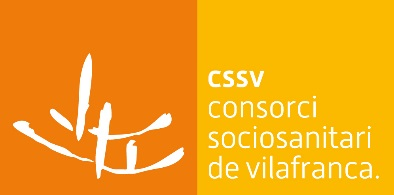 CSSV
consorci
sociosanitari
de vilafranca.